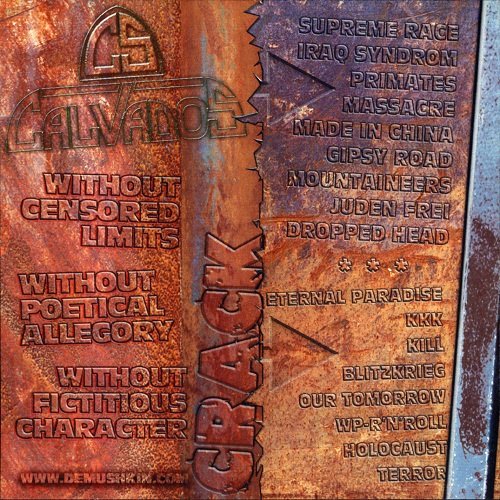 CS
CALVADOS
WITHOUT
CENSORED
LIMITS
WITHOUT
POETICAL
ALLEGORY
WITHOUT
FICTITIOUS
CHARACTER
WWW.DEMUSHKIN.COM
CRACK
SUPREME RACE
IRAQ SYNDROM
PRIMATES
MASSACRE
MADE IN CHINA
GIPSY ROAD
MOUNTAINEERS
JUDEN FREI
DROPPED HEAD
* * *
ETERNAL PARADISE
KKK
KILL
BLITZKRIEG
OUR TOMORROW
WP-R'N'ROLL
HOLOCAUST
TERROR